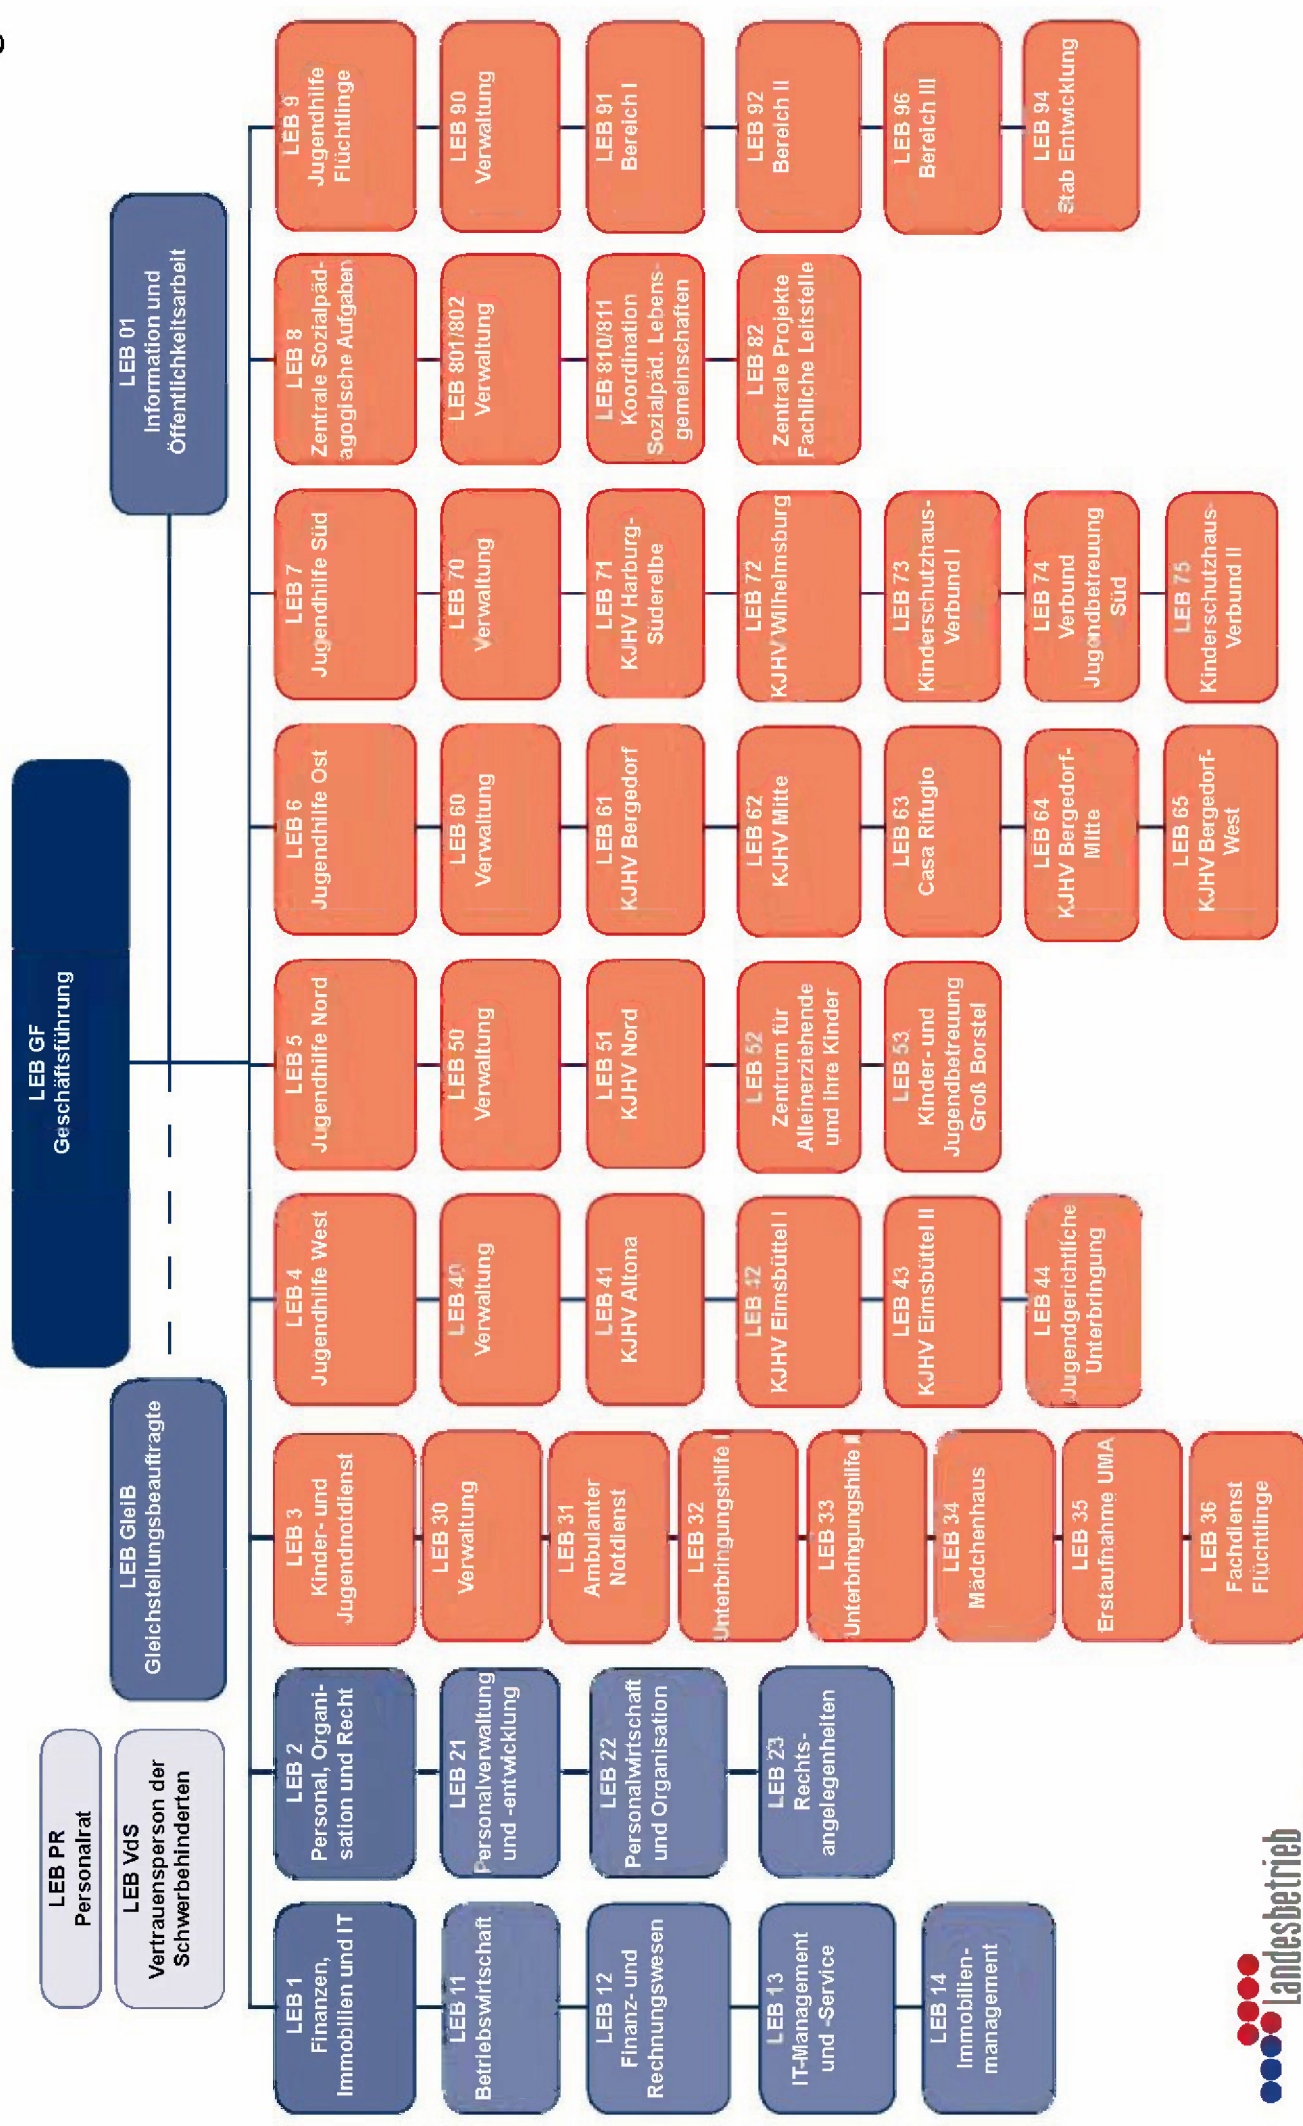 LEB GF
Geschäftsführung
LEB PR
Personalrat
LEB VdS
Vertrauensperson der
Schwerbehinderten
LEB GleiB
Gleichstellungsbeauftragte
LEB 01
Information und
Öffentlichkeitsarbeit
LEB 1
Finanzen,
Immobilien und IT
LEB 11
Betriebswirtschaft
LEB 12
Finanz- und
Rechnungswesen
LEB 13
IT-Management
und -Service
LEB 14
Immobilien-
management
LEB 2
Personal, Organi-
sation und Recht
LEB 21
Personalverwaltung
und -entwicklung
LEB 22
Personalwirtschaft
und Organisation
LEB 23
Rechts-
angelegenheiten
LEB 3
Kinder- und
Jugendnotdienst
LEB 30
Verwaltung
LEB 31
Ambulanter
Notdienst
LEB 32
Unterbringungshilfe I
LEB 33
Unterbringungshilfe II
LEB 34
Mädchenhaus
LEB 35
Erstaufnahme UMA
LEB 36
Fachdienst
Flüchtlinge
LEB 4
Jugendhilfe West
LEB 40
Verwaltung
LEB 41
KJHV Altona
LEB 42
KJHV Eimsbüttel I
LEB 43
KJHV Eimsbüttel II
LEB 44
Jugendgerichtliche
Unterbringung
LEB 5
Jugendhilfe Nord
LEB 50
Verwaltung
LEB 51
KJHV Nord
LEB 52
Zentrum für
Alleinerziehende
und ihre Kinder
LEB 53
Kinder- und
Jugendbetreuung
Groß Borstel
LEB 6
Jugendhilfe Ost
LEB 60
Verwaltung
LEB 61
KJHV Bergedorf
LEB 62
KJHV Mitte
LEB 63
Casa Rifugio
LEB 64
KJHV Bergedorf-
Mitte
LEB 65
KJHV Bergedorf-
West
LEB 7
Jugendhilfe Süd
LEB 70
Verwaltung
LEB 71
KJHV Harburg-
Süderelbe
LEB 72
KJHV Wilhelmsburg
LEB 73
Kinderschutzhaus-
Verbund I
LEB 74
Verbund
Jugendbetreuung
Süd
LEB 75
Kinderschutzhaus-
Verbund II
LEB 8
Zentrale Sozialpäd-
agogische Aufgaben
LEB 801/802
Verwaltung
LEB 810/811
Koordination
Sozialpäd. Lebens-
gemeinschaften
LEB 82
Zentrale Projekte
Fachliche Leitstelle
LEB 9
Jugendhilfe
Flüchtlinge
LEB 90
Verwaltung
LEB 91
Bereich I
LEB 92
Bereich II
LEB 96
Bereich III
LEB 94
Stab Entwicklung
Landesbetrieb